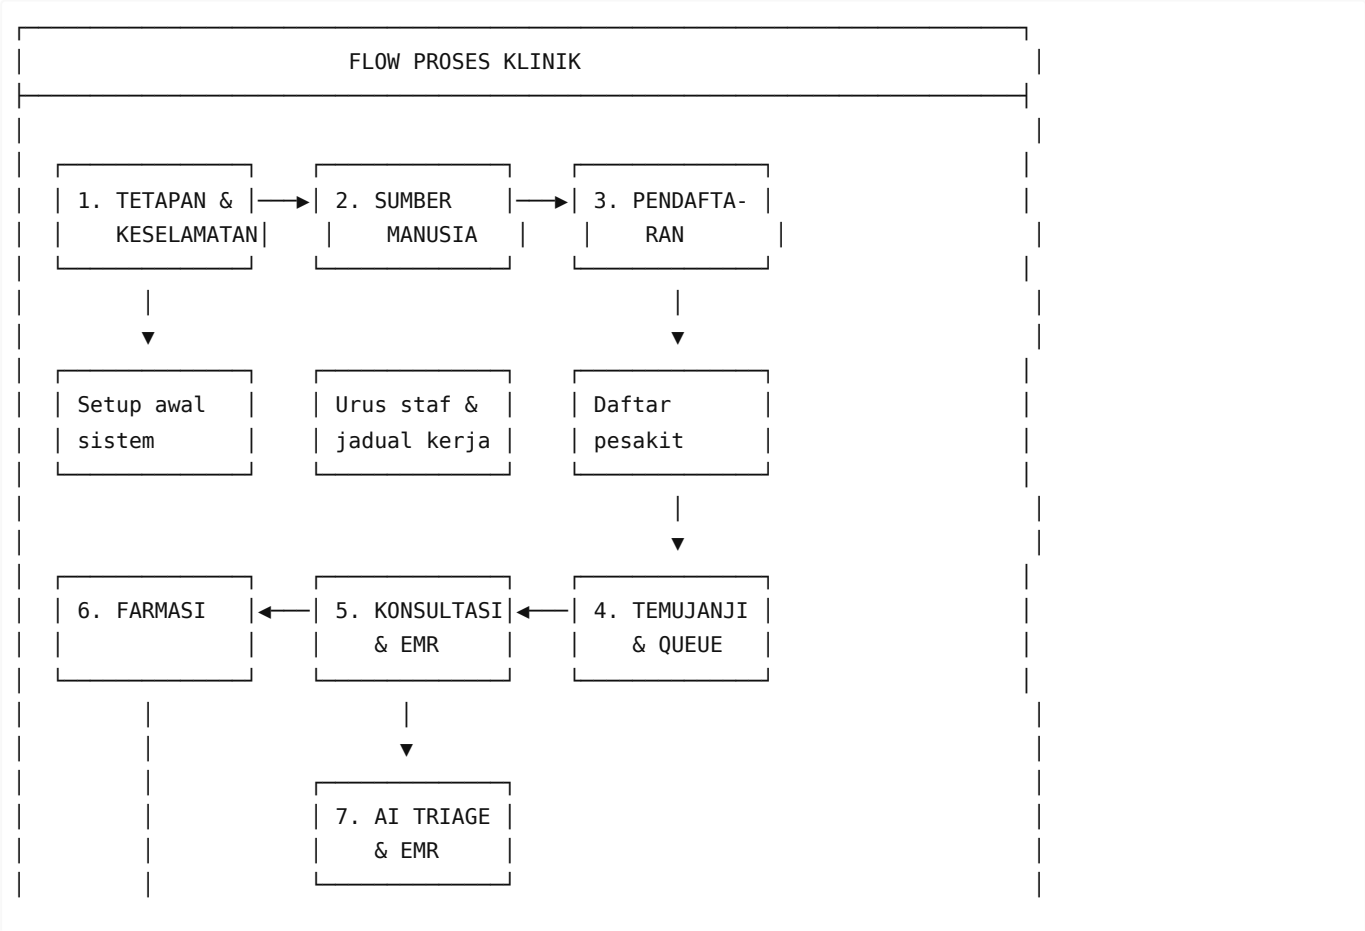 FLOW PROSES KLINIK
1. TETAPAN & 2. SUMBER 3. PENDAFTA-
KESELAMATAN MANUSIA RAN
Setup awal Urus staf & Daftar
sistem jadual kerja pesakit
6. FARMASI 5. KONSULTASI 4. TEMUJANJI
& EMR & QUEUE
7. AI TRIAGE
& EMR